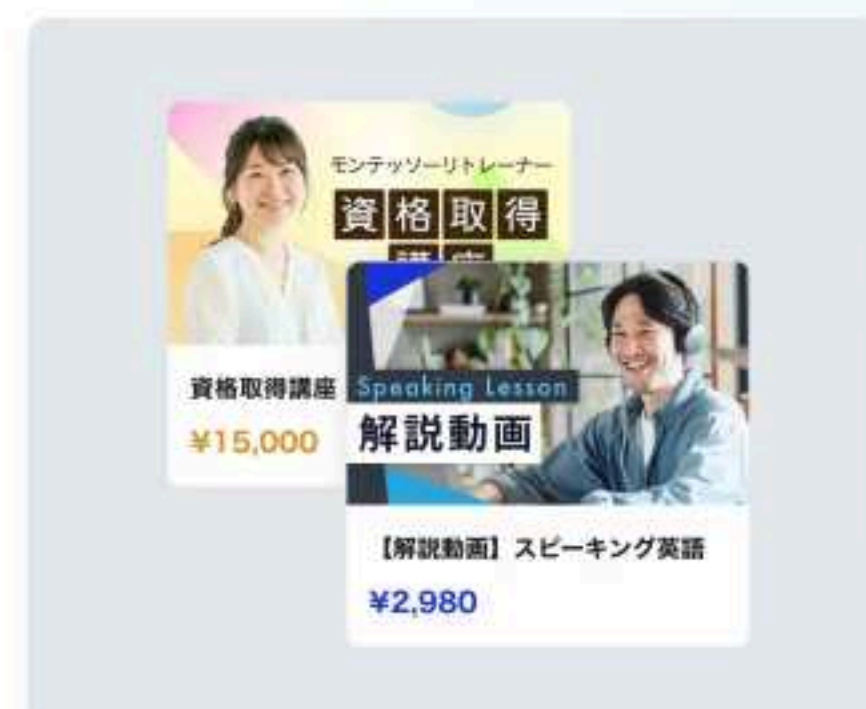 モンテッソーリトレーナー
資格取得
資格取得講座
¥15,000
Speaking Lesson
解説動画
【解説動画】スピーキング英語
¥2,980